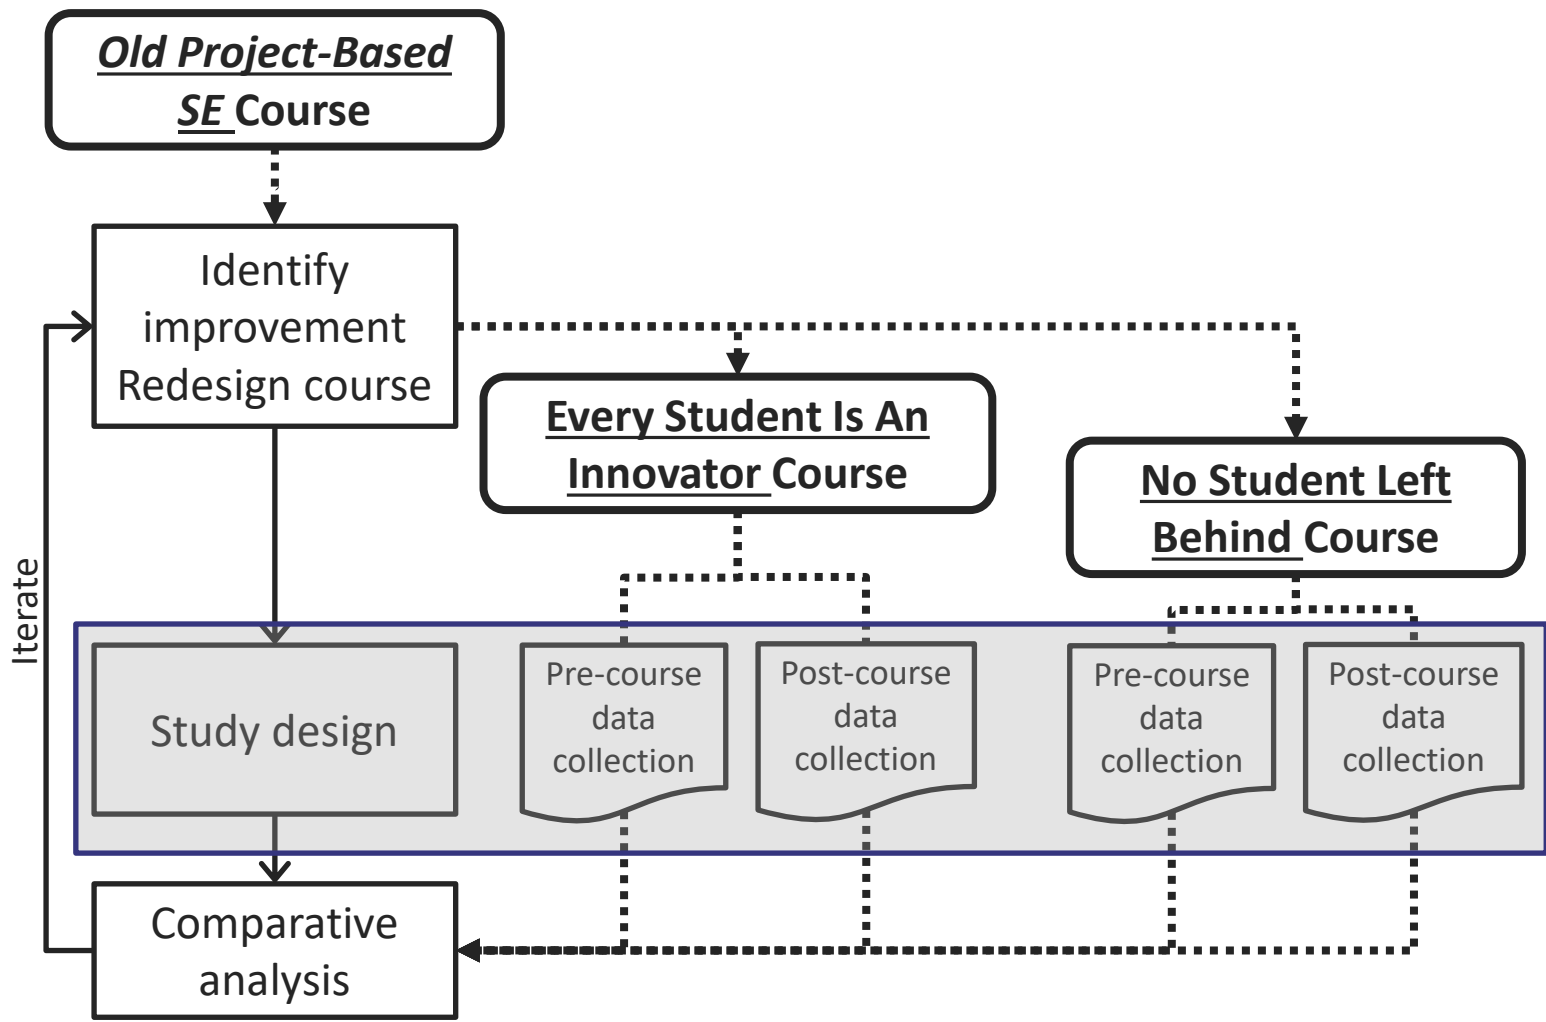 Old Project-Based
SE Course
Identify
improvement
Redesign course
Every Student Is An
Innovator Course
No Student Left
Behind Course
Iterate
Study design
Pre-course
data
collection
Post-course
data
collection
Pre-course
data
collection
Post-course
data
collection
Comparative
analysis